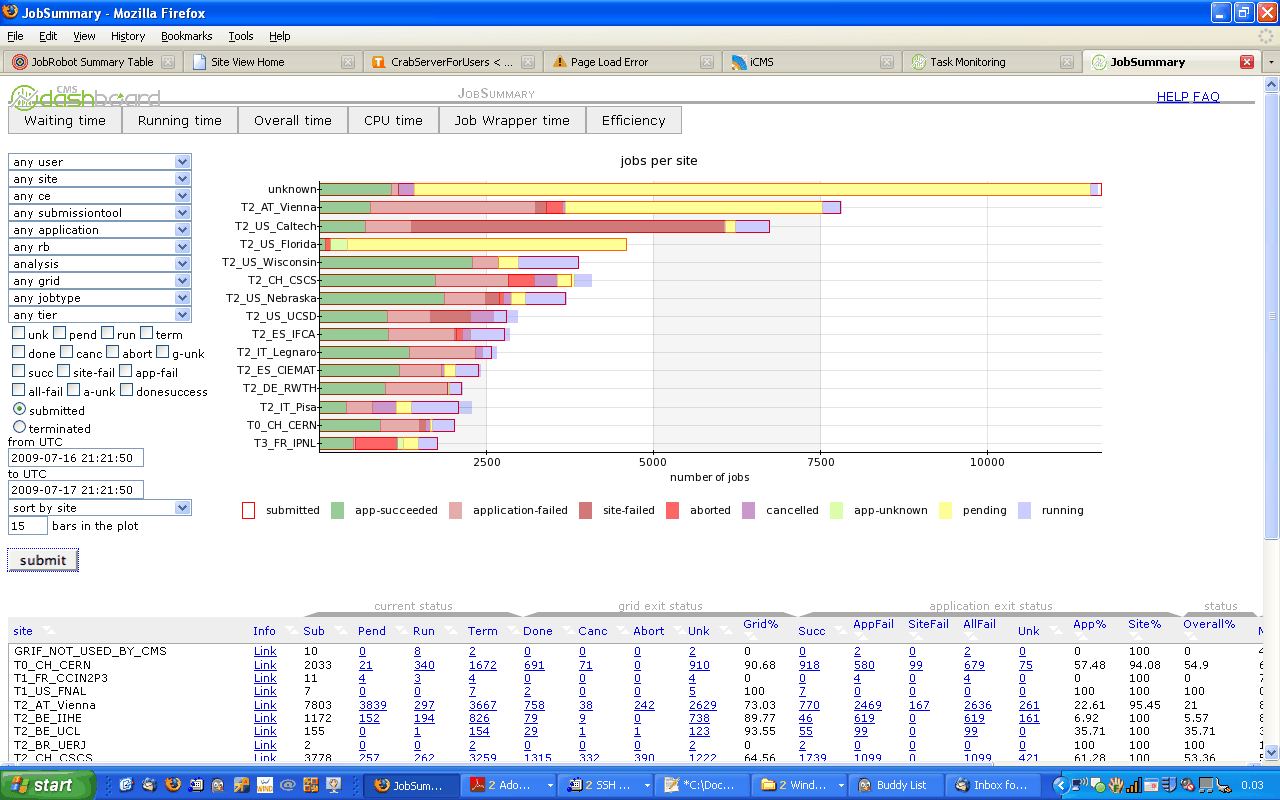 JobSummary - Mozilla Firefox
File Edit View History Bookmarks Tools Help
JobRobot Summary Table Site View Home CrabServerForUsers < ... Page Load Error iCMS Task Monitoring JobSummary
CMS dashboard JobSummary HELP FAQ
Waiting time Running time Overall time CPU time Job Wrapper time Efficiency
any user
any site
any ce
any submissiontool
any application
any rb
analysis
any grid
any jobtype
any tier
unk pend run term
done canc abort g-unk
succ site-fail app-fail
all-fail a-unk donesuccess
submitted
terminated
from UTC
2009-07-16 21:21:50
to UTC
2009-07-17 21:21:50
sort by site
15 bars in the plot
submit
jobs per site
unknown
T2_AT_Vienna
T2_US_Caltech
T2_US_Florida
T2_US_Wisconsin
T2_CH_CSCS
T2_US_Nebraska
T2_US_UCSD
T2_ES_IFCA
T2_IT_Legnaro
T2_ES_CIEMAT
T2_DE_RWTH
T2_IT_Pisa
T0_CH_CERN
T3_FR_IPNL
2500 5000 7500 10000
number of jobs
submitted app-succeeded application-failed site-failed aborted cancelled app-unknown pending running
current status grid exit status application exit status status
site Info Sub Pend Run Term Done Canc Abort Unk Grid% Succ AppFail SiteFail AllFail Unk App% Site% Overall%
GRIF_NOT_USED_BY_CMS Link 10 0 8 2 0 0 0 2 0 0 2 0 2 0 0 100 0
T0_CH_CERN Link 2033 21 340 1672 691 71 0 910 90.68 918 580 99 679 75 57.48 94.08 54.9
T1_FR_CCIN2P3 Link 11 4 3 4 0 0 0 4 0 0 4 0 4 0 0 100 0
T1_US_FNAL Link 7 0 0 7 2 0 0 5 100 7 0 0 0 0 100 100 100
T2_AT_Vienna Link 7803 3839 297 3667 758 38 242 2629 73.03 770 2469 167 2636 261 22.61 95.45 21
T2_BE_IIHE Link 1172 152 194 826 79 9 0 738 89.77 46 619 0 619 161 6.92 100 5.57
T2_BE_UCL Link 155 0 1 154 29 1 1 123 93.55 55 99 0 99 0 35.71 100 35.71
T2_BR_UERJ Link 2 0 0 2 0 0 0 2 0 2 0 0 0 0 100 100 100
T2_CH_CSCS Link 3778 257 262 3259 1315 332 390 1222 64.56 1739 1099 0 1099 421 61.28 100 53.36
start JobSum... 2 Ado... 2 SSH ... *C:\Doc... 2 Wind... Buddy List Inbox fo... 0.03